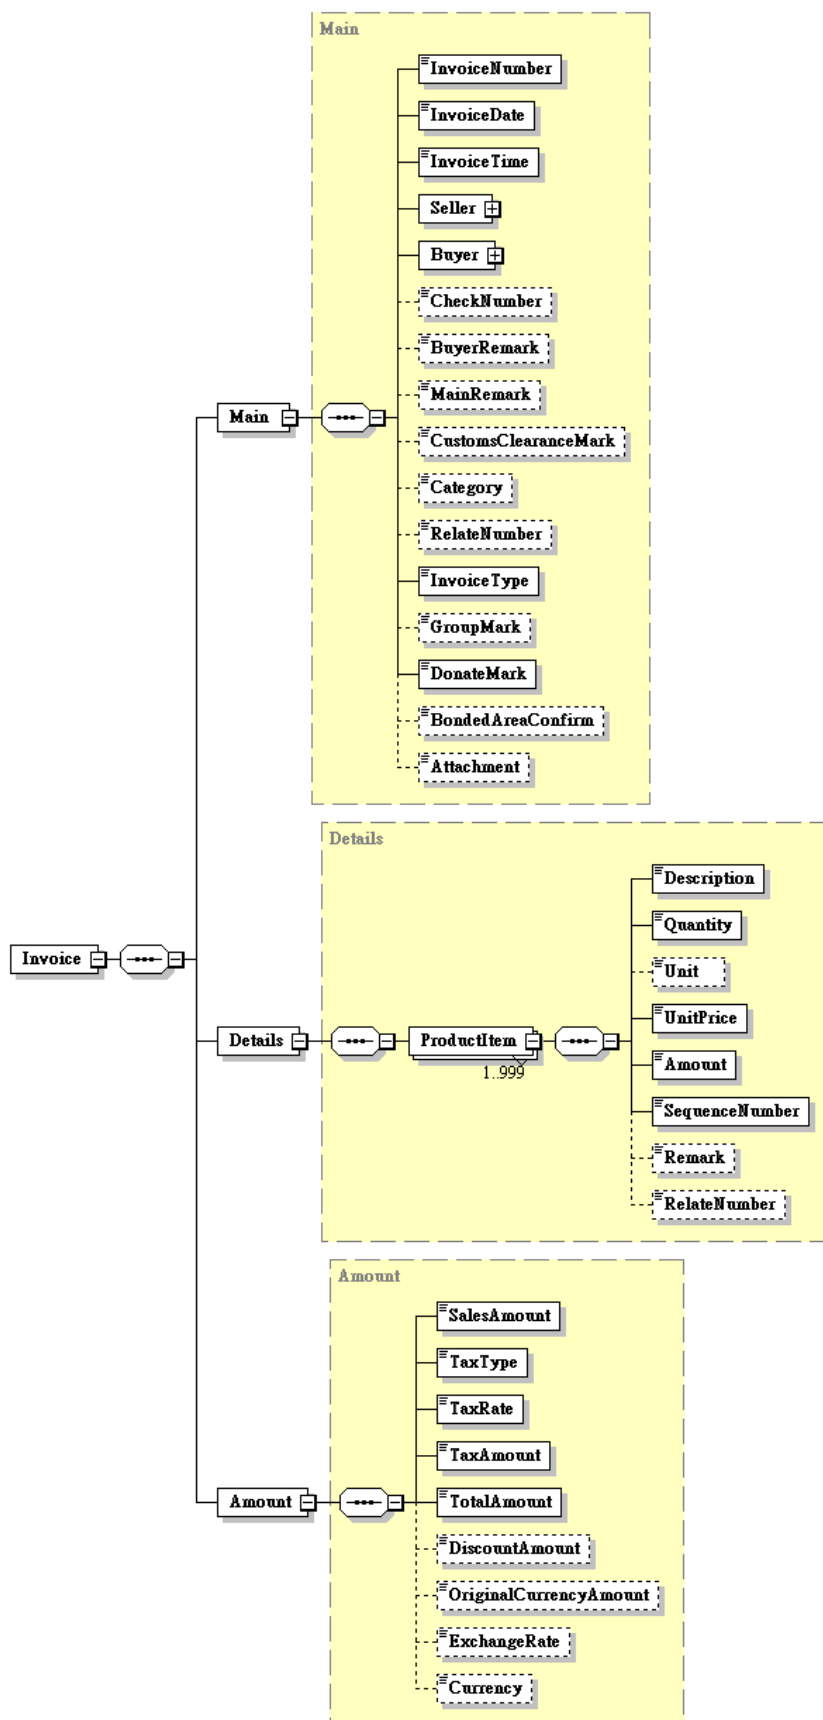 Main
InvoiceNumber
InvoiceDate
InvoiceTime
Seller
Buyer
CheckNumber
BuyerRemark
MainRemark
Main
CustomsClearanceMark
Category
RelateNumber
InvoiceType
GroupMark
DonateMark
BondedAreaConfirm
Attachment
Details
Description
Quantity
Invoice
Unit
UnitPrice
Details
ProductItem
1..999
Amount
SequenceNumber
Remark
RelateNumber
Amount
SalesAmount
TaxType
TaxRate
TaxAmount
Amount
TotalAmount
DiscountAmount
OriginalCurrencyAmount
ExchangeRate
Currency